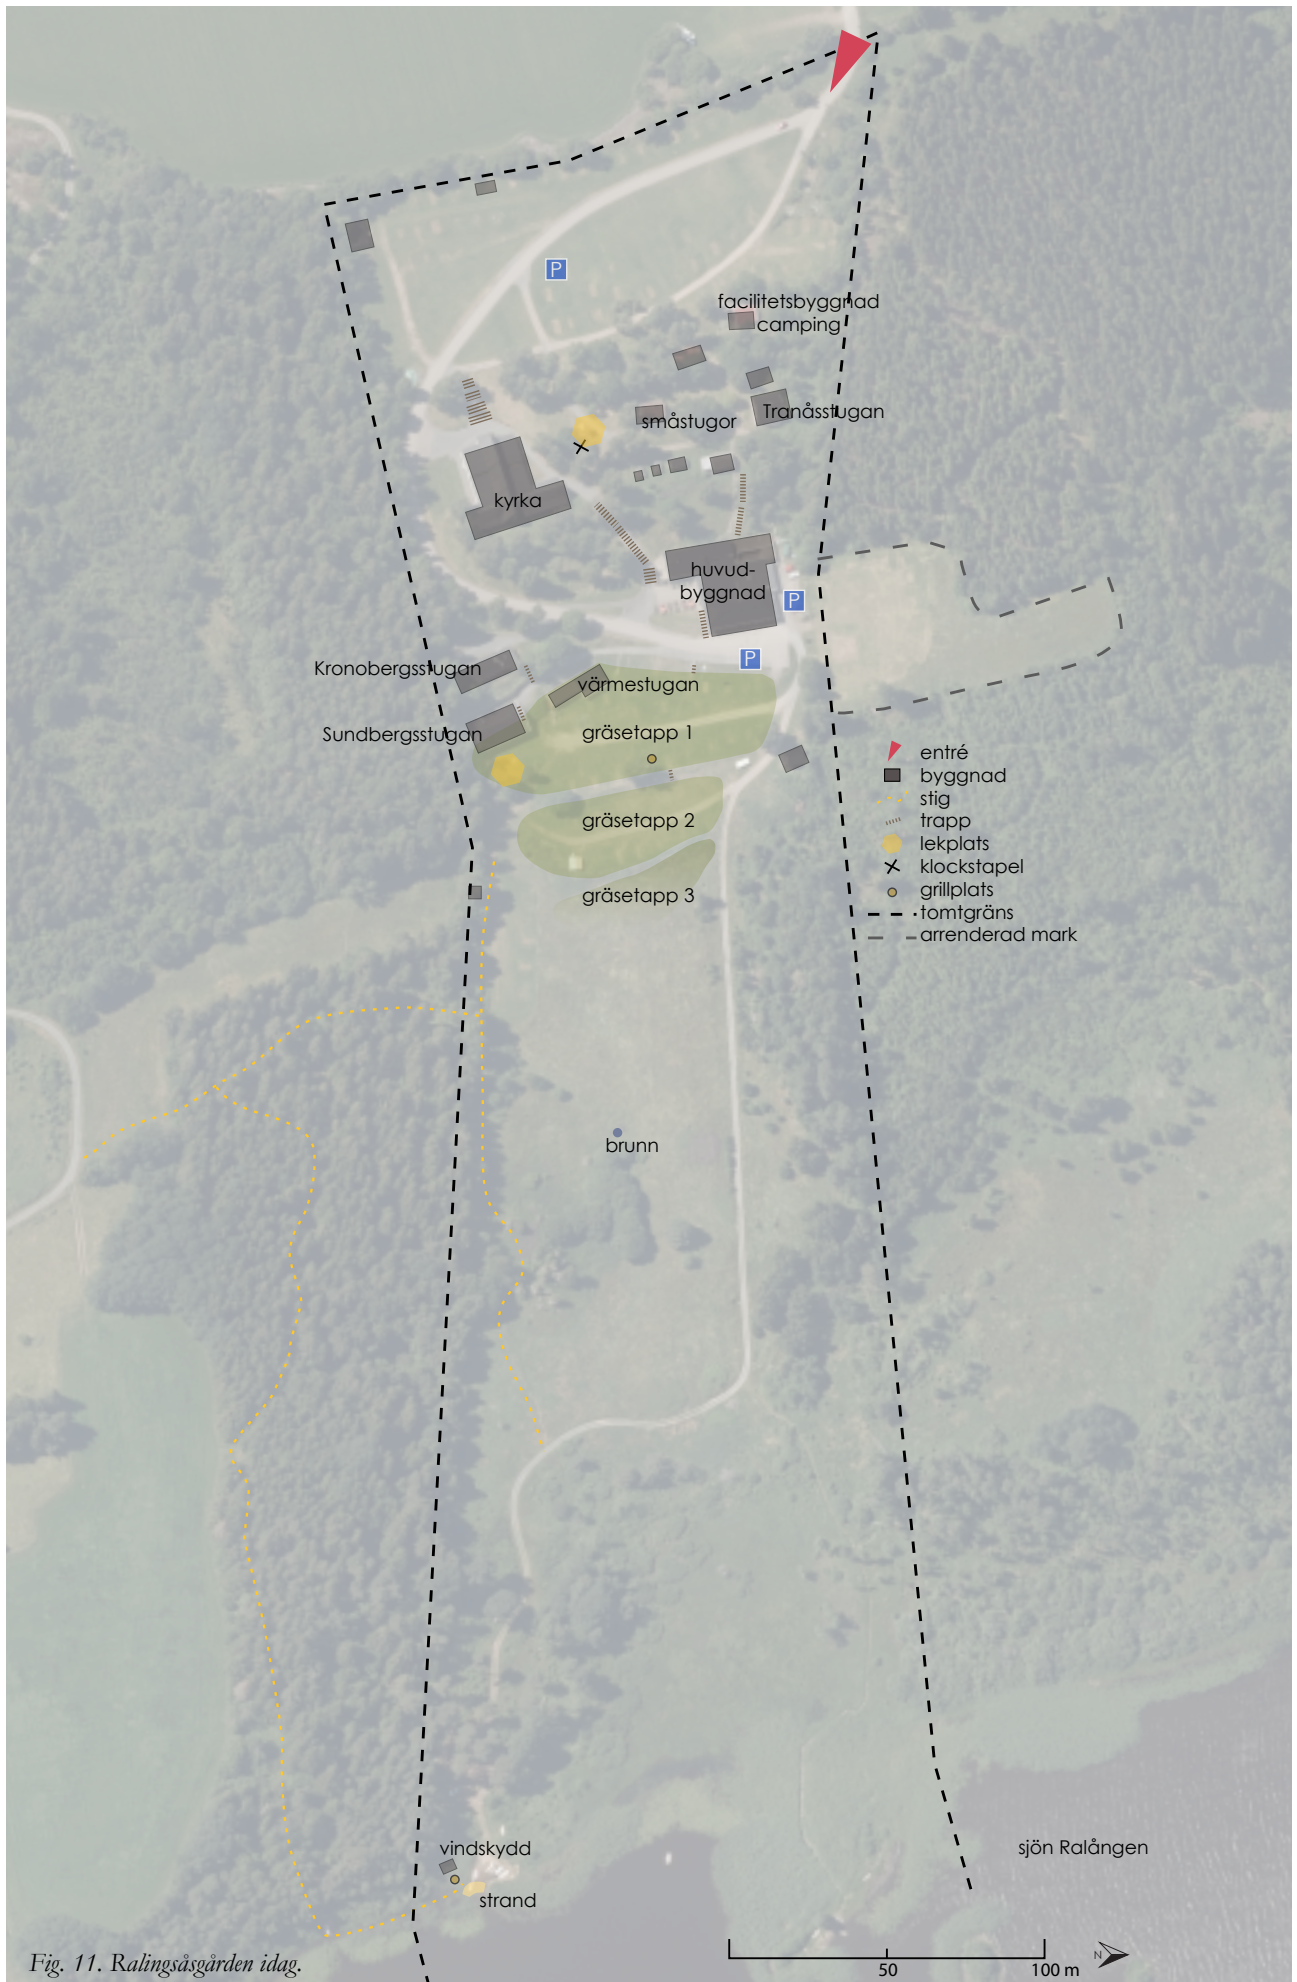 P
facilitetsbyggnad
camping
småstugor
Tranåsstugan
kyrka
huvud-
byggnad
P
P
Kronobergsstugan
värmestugan
Sundbergsstugan
gräsetapp 1
gräsetapp 2
gräsetapp 3
entré
byggnad
stig
trapp
lekplats
klockstapel
grillplats
tomtgräns
arrenderad mark
brunn
vindskydd
strand
sjön Ralången
Fig. 11. Ralingsåsgården idag.
50
100 m
N